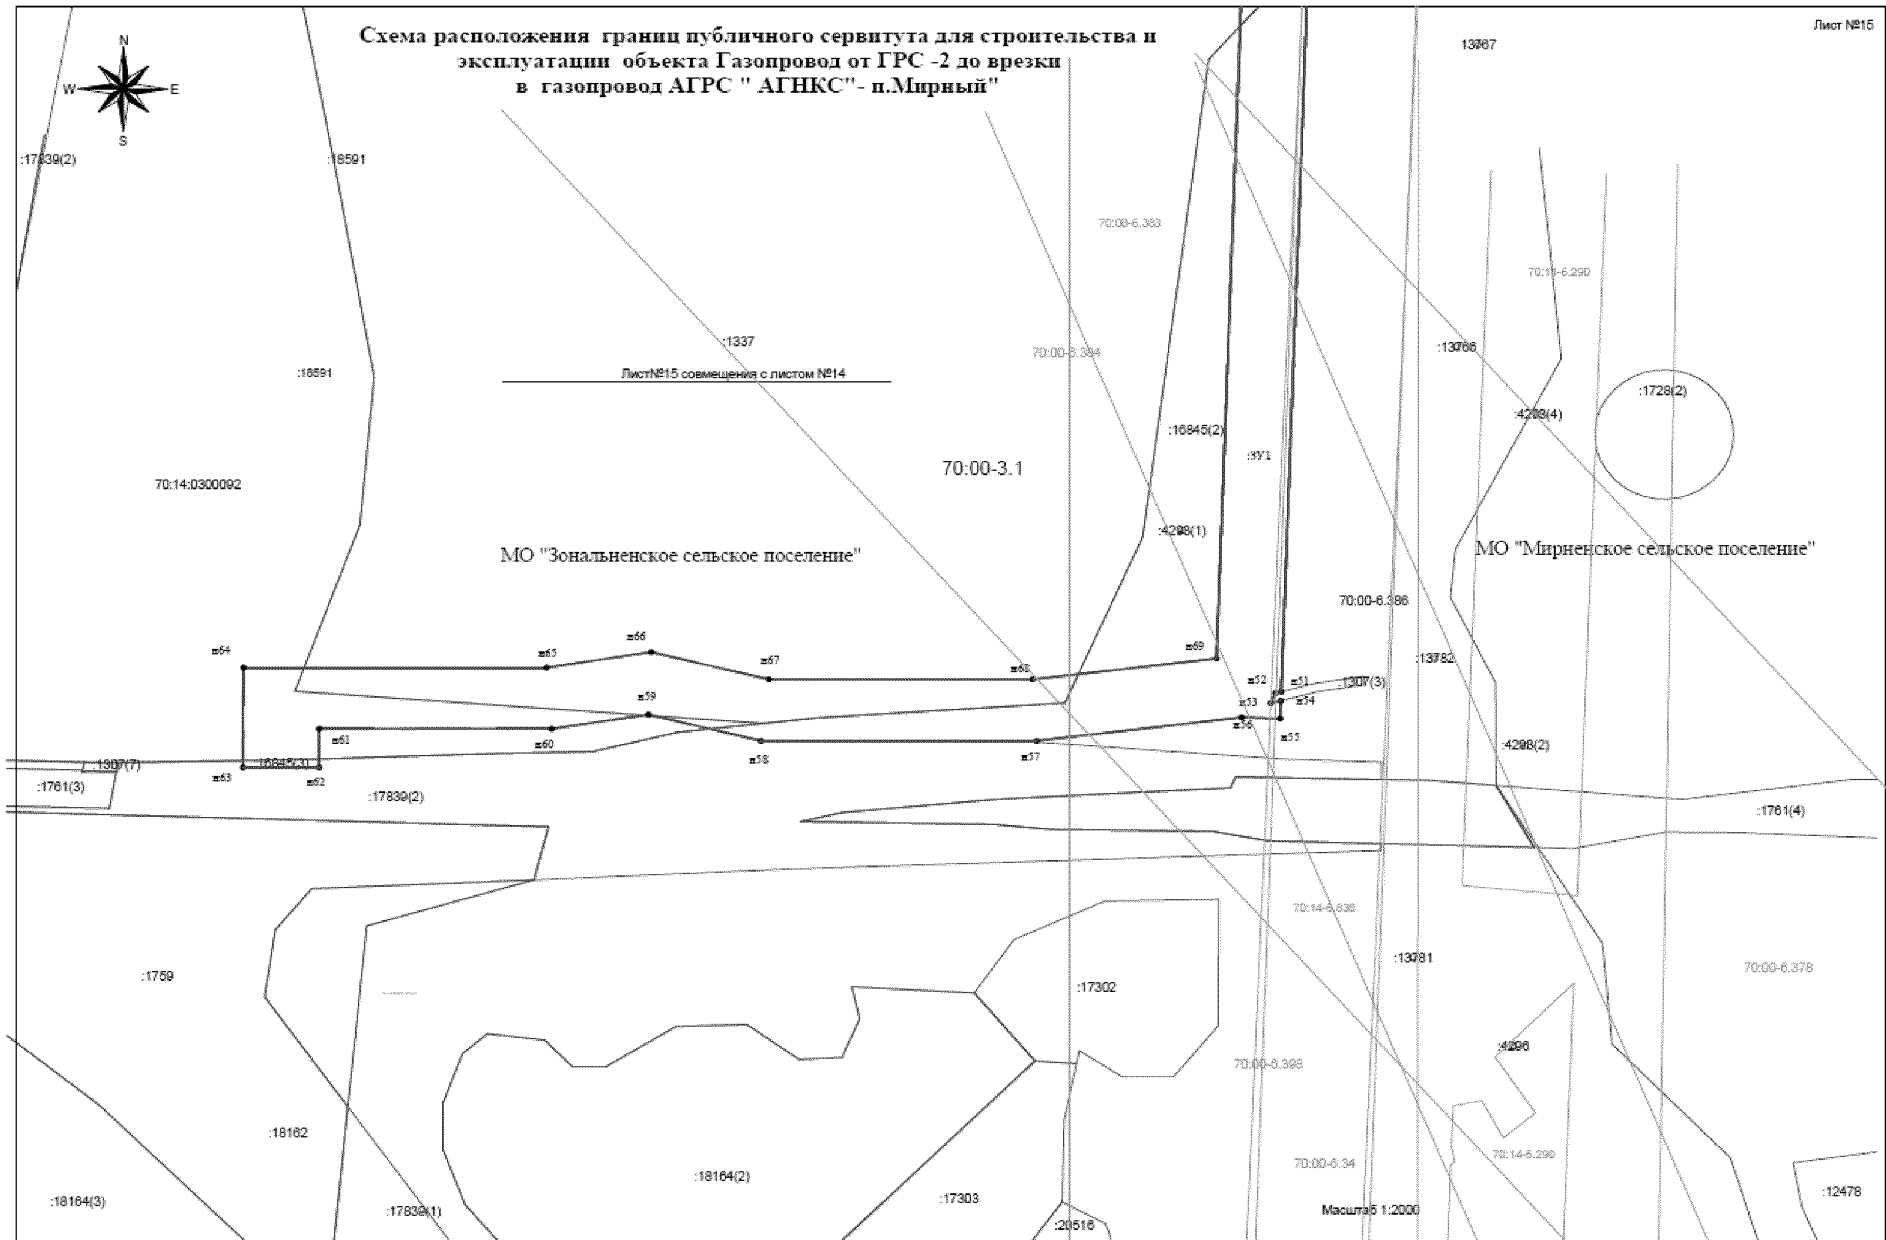 Лист №15
Схема расположения границ публичного сервитута для строительства и
эксплуатации объекта Газопровод от ГРС -2 до врезки
в газопровод АГРС " АГНКС"- п.Мирный"
N
W
E
S
13767
:17839(2)
:18591
70:00-6.383
70:14-6.290
:1337
70:00-6.384
:13766
:18591
Лист№15 совмещения с листом №14
:1728(2)
:4298(4)
:16845(2)
:ЗУ1
70:00-3.1
70:14:0300092
:4298(1)
МО "Зональненское сельское поселение"
МО "Мирненское сельское поселение"
70:00-6.386
н66
н69
н64
н65
н67
н68
:13782
н52
н51
:1307(3)
н59
н53
н54
н56
н55
н61
н60
н58
н57
:4298(2)
:1307(7)
16845(3)
н63
н62
:1761(3)
:17839(2)
:1761(4)
70:14-6.636
:13781
70:00-6.378
:1759
:17302
:4296
70:00-6.398
:18162
70:14-6.290
70:00-6.34
:18164(2)
:12478
:18164(3)
:17303
:17839(1)
Масштаб 1:2000
:20516